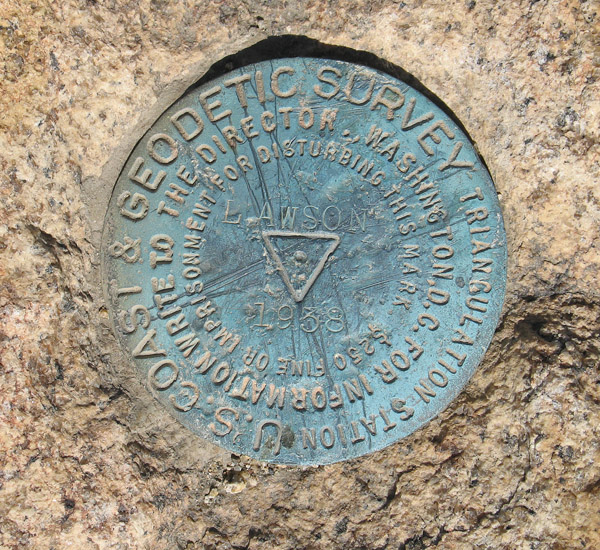 U.S. COAST & GEODETIC SURVEY
TRIANGULATION STATION
FOR INFORMATION WRITE TO THE DIRECTOR, WASHINGTON, D.C.
$250 FINE OR IMPRISONMENT FOR DISTURBING THIS MARK
LAWSON
1938